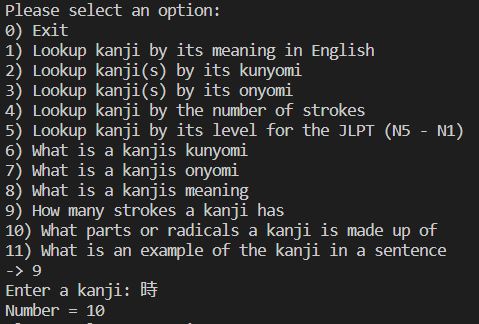 Please select an option:
0) Exit
1) Lookup kanji by its meaning in English
2) Lookup kanji(s) by its kunyomi
3) Lookup kanji(s) by its onyomi
4) Lookup kanji by the number of strokes
5) Lookup kanji by its level for the JLPT (N5 - N1)
6) What is a kanjis kunyomi
7) What is a kanjis onyomi
8) What is a kanjis meaning
9) How many strokes a kanji has
10) What parts or radicals a kanji is made up of
11) What is an example of the kanji in a sentence
-> 9
Enter a kanji: 時
Number = 10